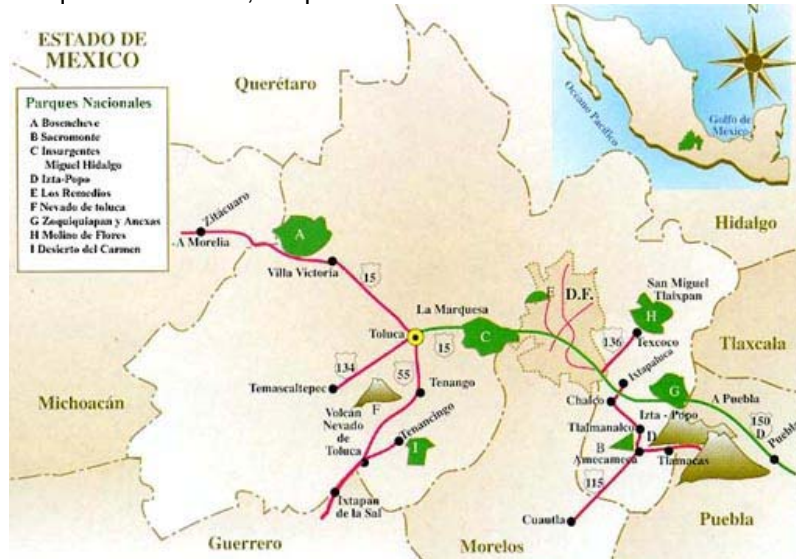 ESTADO DE
MEXICO
Parques Nacionales
A Bosencheve
B Sacromonte
C Insurgentes
Miguel Hidalgo
D Izta-Popo
E Los Remedios
F Nevado de toluca
G Zoquiquiapan y Anexas
H Molino de Flores
I Desierto del Carmen
Querétaro
N
Océano Pacífico
Golfo de
Mexico
Hidalgo
Zitácuaro
-A Morelia
A
Villa Victoria
15
La Marquesa
E
D.F.
San Miguel
Tlaixpan
H
Toluca
15
C
136
Texcoco
Tlaxcala
134
55
Ixtapaluca
Temascaltepec
Tenango
Chalco
G
A Puebla
Michoacán
F
Volcán
Nevado
de
Toluca
Tenancingo
I
Tlalmanalco
Izta - Popo
150
D
Puebla
B
D
Amecameca
Tlamacas
Ixtapan
de la Sal
115
Cuautla
Guerrero
Morelos
Puebla